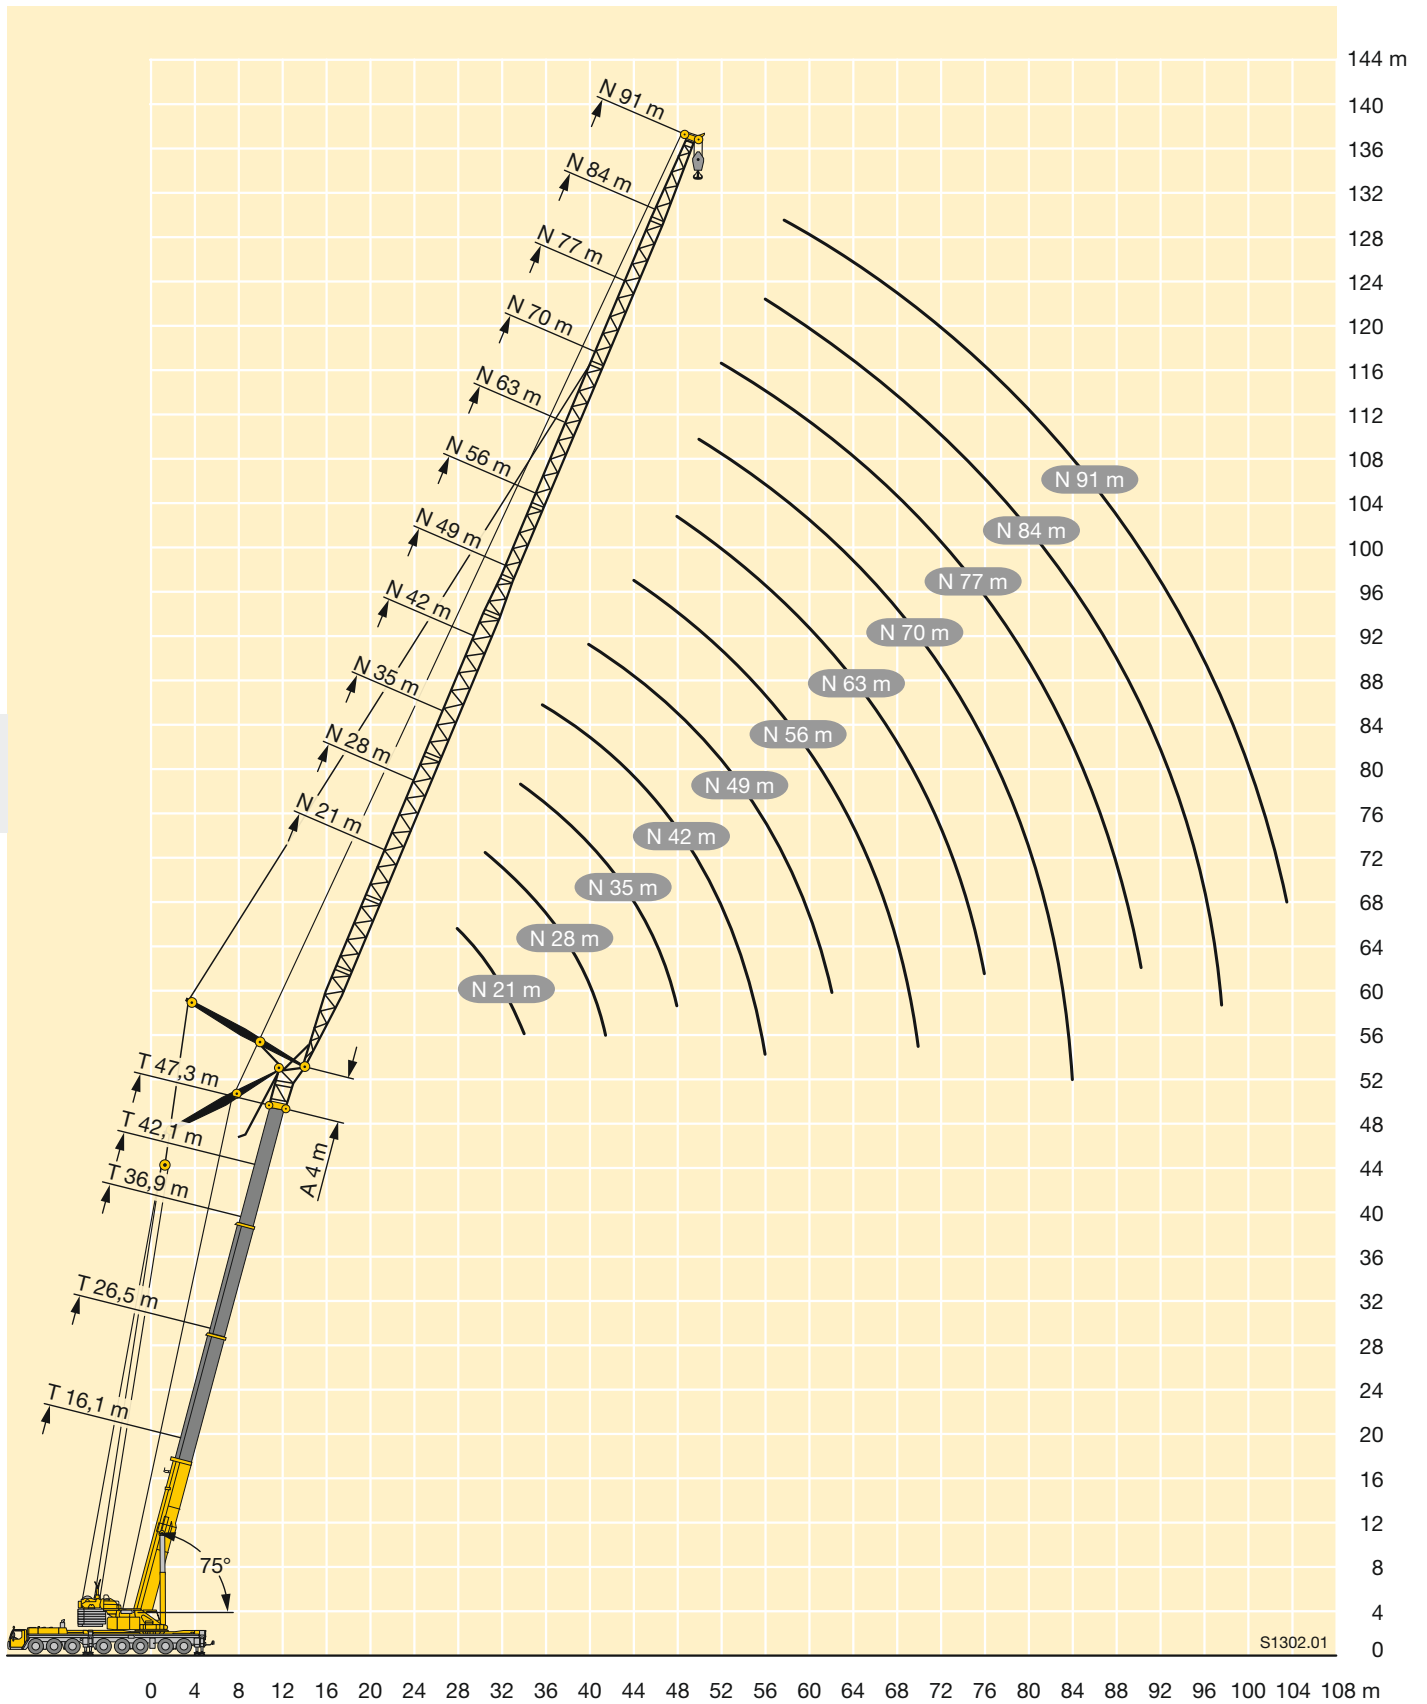 144 m
140
N 91 m
136
N 84 m
132
128
N 77 m
124
120
N 70 m
116
112
N 63 m
108
N 91 m
N 56 m
104
N 84 m
100
N 49 m
N 77 m
96
N 42 m
92
N 70 m
88
N 35 m
N 63 m
84
N 56 m
N 28 m
80
N 49 m
76
N 21 m
N 42 m
72
N 35 m
68
N 28 m
64
N 21 m
60
56
T 47,3 m
52
48
T 42,1 m
44
T 36,9 m
A 4 m
40
36
T 26,5 m
32
28
24
T 16,1 m
20
16
12
75°
8
4
S1302.01
0
0 4 8 12 16 20 24 28 32 36 40 44 48 52 56 60 64 68 72 76 80 84 88 92 96 100 104 108 m